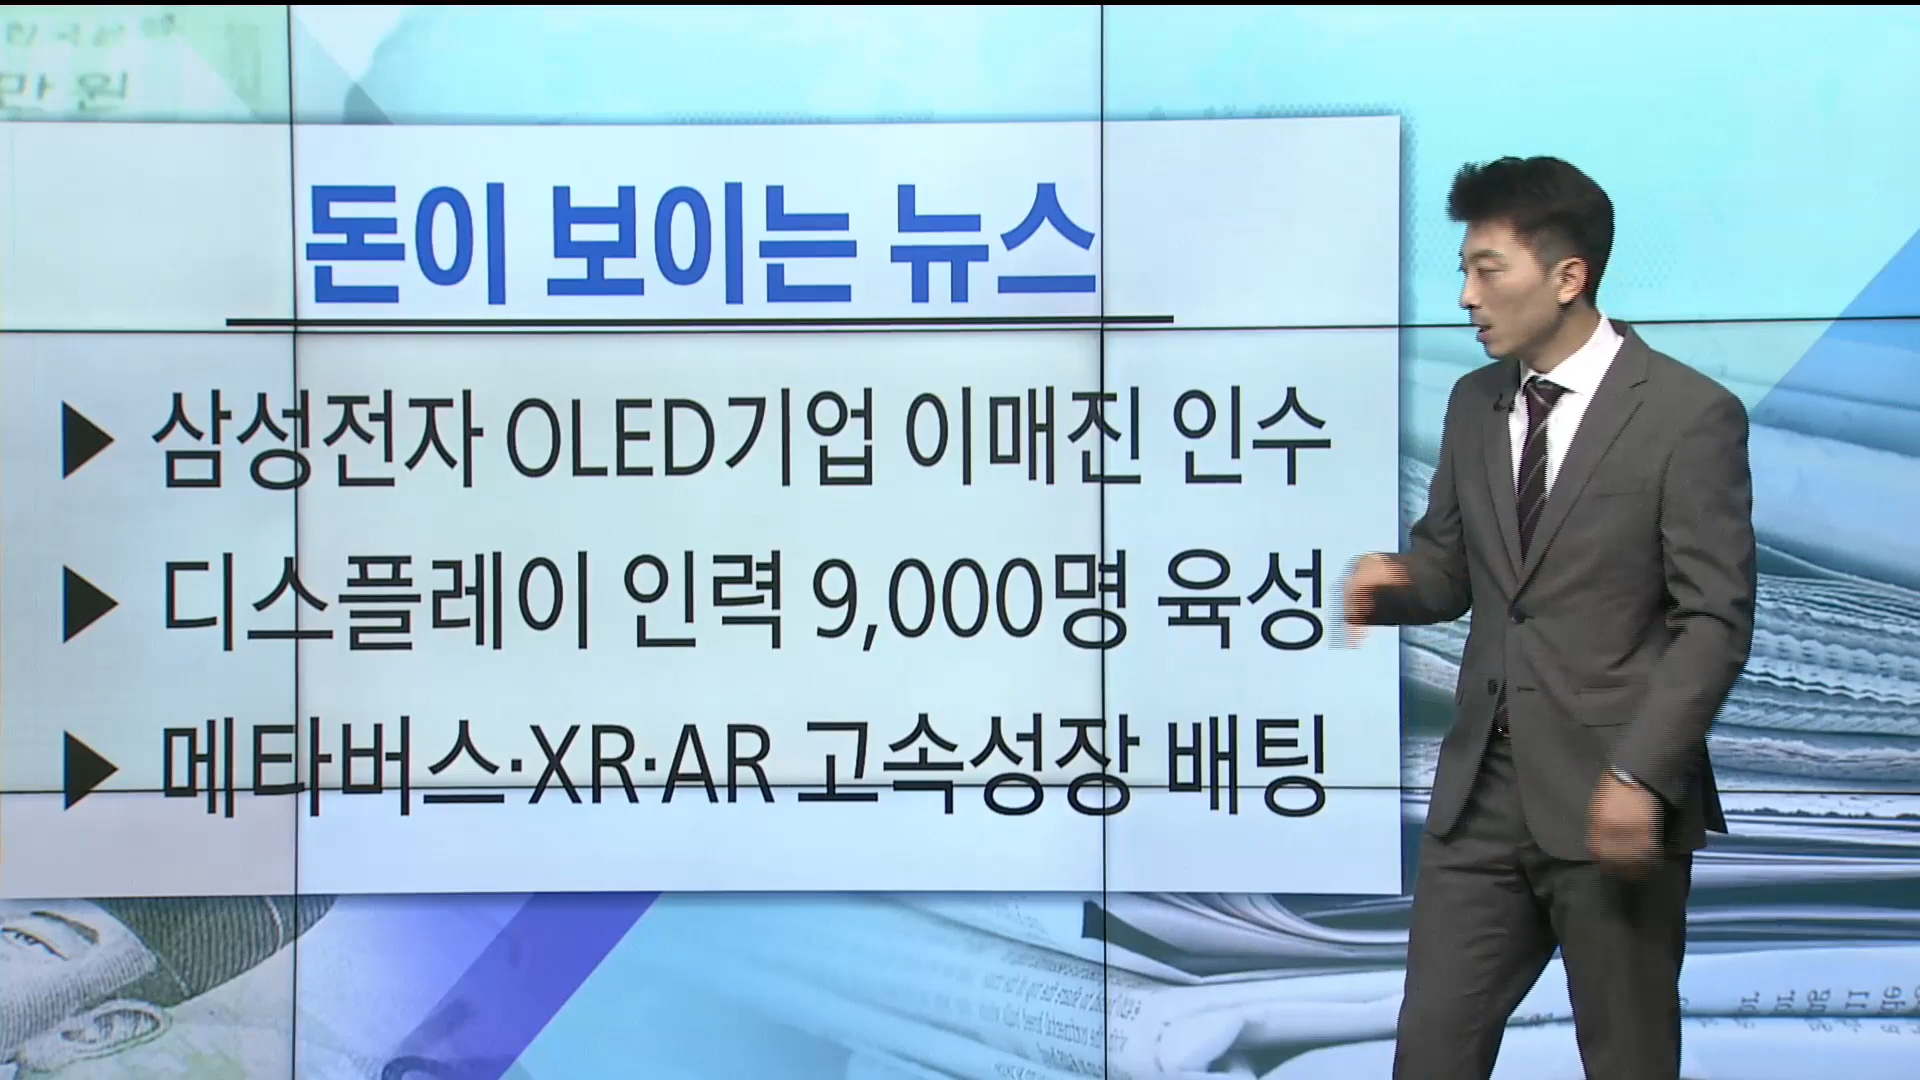 만 원
돈이 보이는 뉴스
▶ 삼성전자 OLED기업 이매진 인수
▶ 디스플레이 인력 9,000명 육성
▶ 메타버스·XR·AR 고속성장 배팅